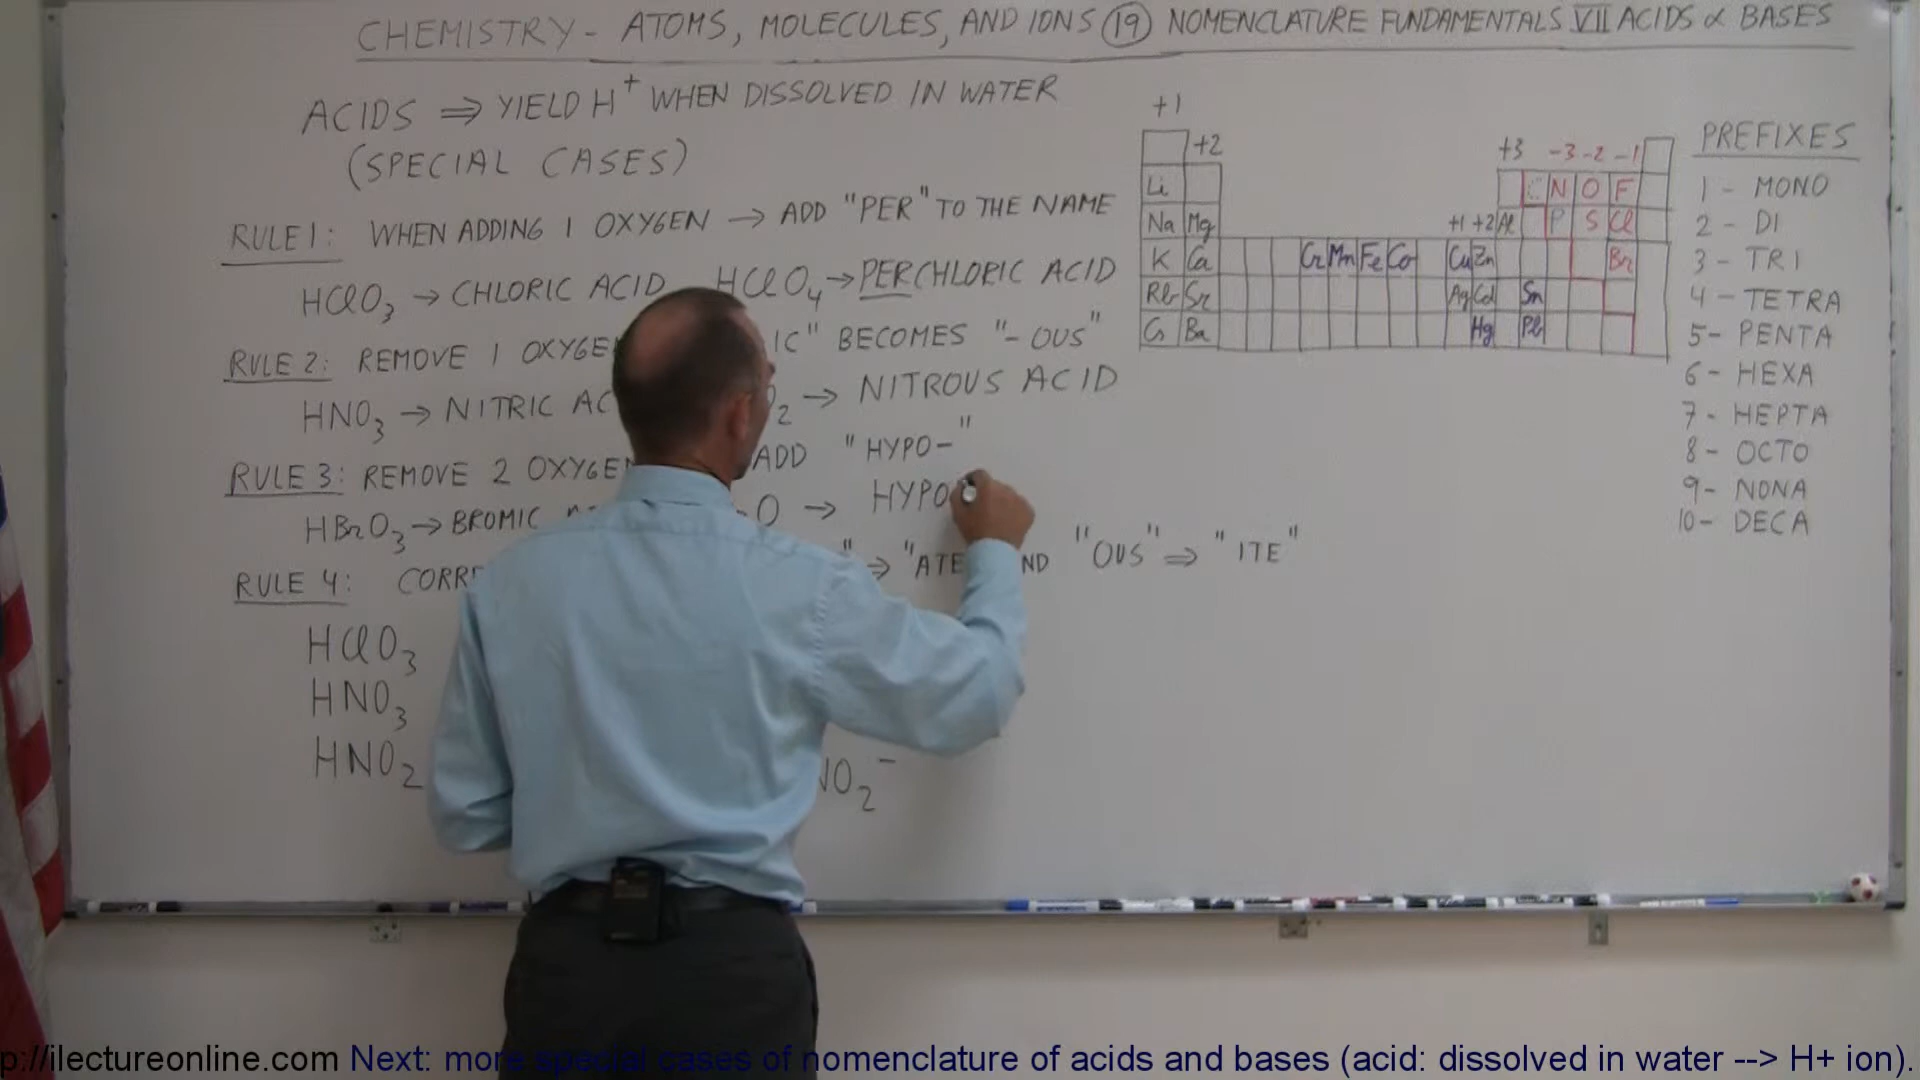 CHEMISTRY - ATOMS, MOLECULES, AND IONS 19 NOMENCLATURE FUNDAMENTALS VII ACIDS & BASES
ACIDS ⇒ YIELD H+ WHEN DISSOLVED IN WATER
(SPECIAL CASES)
RULE 1: WHEN ADDING 1 OXYGEN → ADD "PER" TO THE NAME
HClO3 → CHLORIC ACID HClO4 → PERCHLORIC ACID
RULE 2: REMOVE 1 OXYGEN IC" BECOMES "-OUS"
HNO3 → NITRIC AC O2 → NITROUS ACID
RULE 3: REMOVE 2 OXYGEN ADD "HYPO-"
HBrO3 → BROMIC O → HYPO
RULE 4: CORRE " ⇒ "ATE ND "OUS" ⇒ "ITE"
HClO3
HNO3
HNO2 NO2-
+1
+2 +3 -3 -2 -1
Li C N O F
Na Mg +1 +2 Al P S Cl
K Ca Cr Mn Fe Co Cu Zn Br
Rb Sr Ag Cd Sn
Cs Ba Hg Pb
PREFIXES
1 - MONO
2 - DI
3 - TRI
4 - TETRA
5 - PENTA
6 - HEXA
7 - HEPTA
8 - OCTO
9 - NONA
10 - DECA
p://ilectureonline.com Next: more special cases of nomenclature of acids and bases (acid: dissolved in water --> H+ ion).